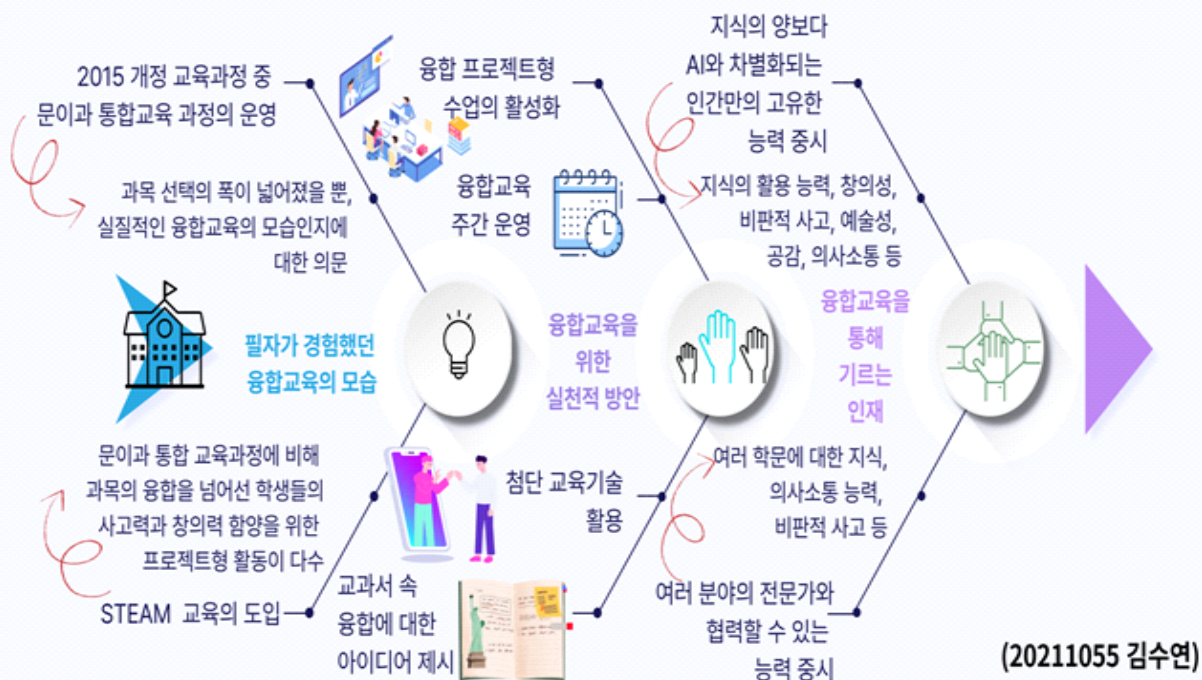 2015 개정 교육과정 중
문이과 통합교육 과정의 운영
과목 선택의 폭이 넓어졌을 뿐,
실질적인 융합교육의 모습인지에
대한 의문
필자가 경험했던
융합교육의 모습
문이과 통합 교육과정에 비해
과목의 융합을 넘어선 학생들의
사고력과 창의력 함양을 위한
프로젝트형 활동이 다수
STEAM 교육의 도입
융합 프로젝트형
수업의 활성화
융합교육
주간 운영
융합교육을
위한
실천적 방안
첨단 교육기술
활용
교과서 속
융합에 대한
아이디어 제시
지식의 양보다
AI와 차별화되는
인간만의 고유한
능력 중시
지식의 활용 능력, 창의성,
비판적 사고, 예술성,
공감, 의사소통 등
융합교육을
통해
기르는
인재
여러 학문에 대한 지식,
의사소통 능력,
비판적 사고 등
여러 분야의 전문가와
협력할 수 있는
능력 중시
(20211055 김수연)